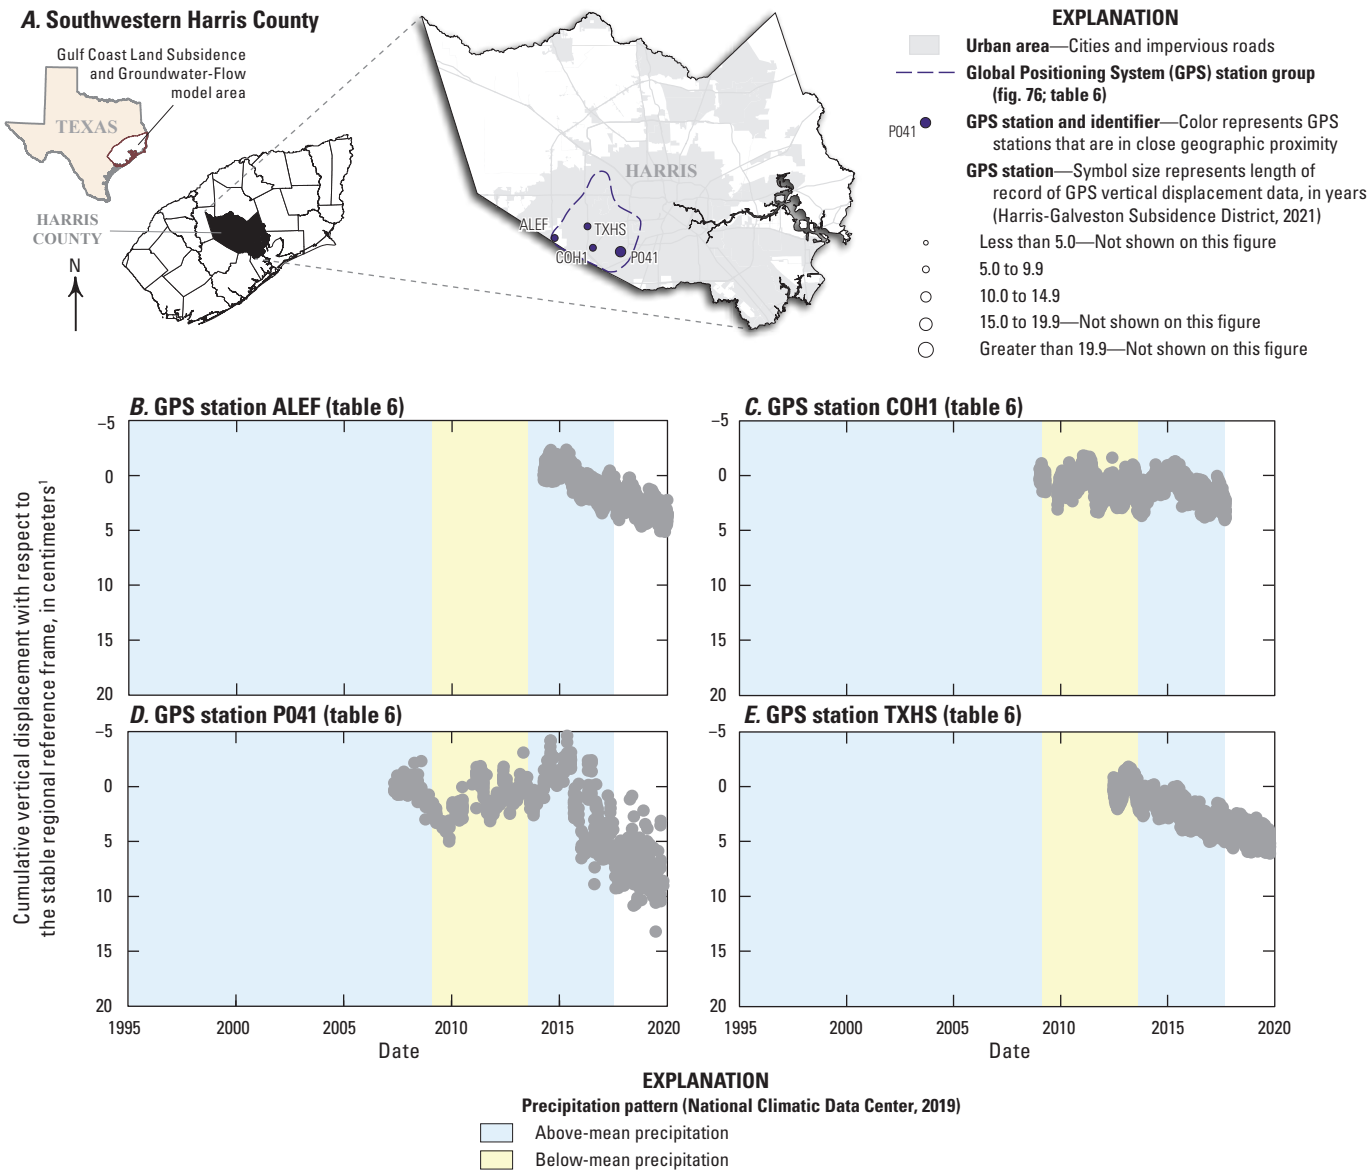 A. Southwestern Harris County
Gulf Coast Land Subsidence
and Groundwater-Flow
model area
TEXAS
HARRIS
COUNTY
N
HARRIS
ALEF
TXHS
COH1
P041
EXPLANATION
Urban area—Cities and impervious roads
Global Positioning System (GPS) station group
(fig. 76; table 6)
P041
GPS station and identifier—Color represents GPS
stations that are in close geographic proximity
GPS station—Symbol size represents length of
record of GPS vertical displacement data, in years
(Harris-Galveston Subsidence District, 2021)
Less than 5.0—Not shown on this figure
5.0 to 9.9
10.0 to 14.9
15.0 to 19.9—Not shown on this figure
Greater than 19.9—Not shown on this figure
Cumulative vertical displacement with respect to
the stable regional reference frame, in centimeters¹
B. GPS station ALEF (table 6)
–5
0
5
10
15
20
C. GPS station COH1 (table 6)
–5
0
5
10
15
20
D. GPS station P041 (table 6)
–5
0
5
10
15
20
1995 2000 2005 2010 2015 2020
Date
E. GPS station TXHS (table 6)
–5
0
5
10
15
20
1995 2000 2005 2010 2015 2020
Date
EXPLANATION
Precipitation pattern (National Climatic Data Center, 2019)
Above-mean precipitation
Below-mean precipitation